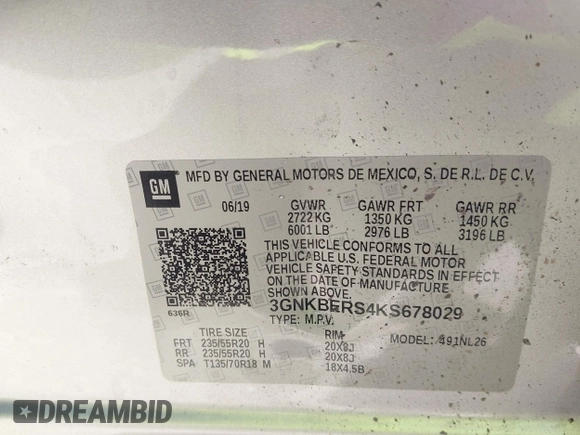 GM MFD BY GENERAL MOTORS DE MEXICO, S. DE R.L. DE C.V.
06/19 GVWR GAWR FRT GAWR RR
2722 KG 1350 KG 1450 KG
6001 LB 2976 LB 3196 LB
THIS VEHICLE CONFORMS TO ALL
APPLICABLE U.S. FEDERAL MOTOR
VEHICLE SAFETY STANDARDS IN
EFFECT ON THE DATE OF
MANUFACTURE SHOWN ABOVE.
3GNKBERS4KS678029
636R
TYPE: M.P.V. MODEL: 491NL26
TIRE SIZE RIM
FRT 235/55R20 H 20X8J
RR 235/55R20 H 20X8J
SPA T135/70R18 M 18X4.5B
DREAMBID